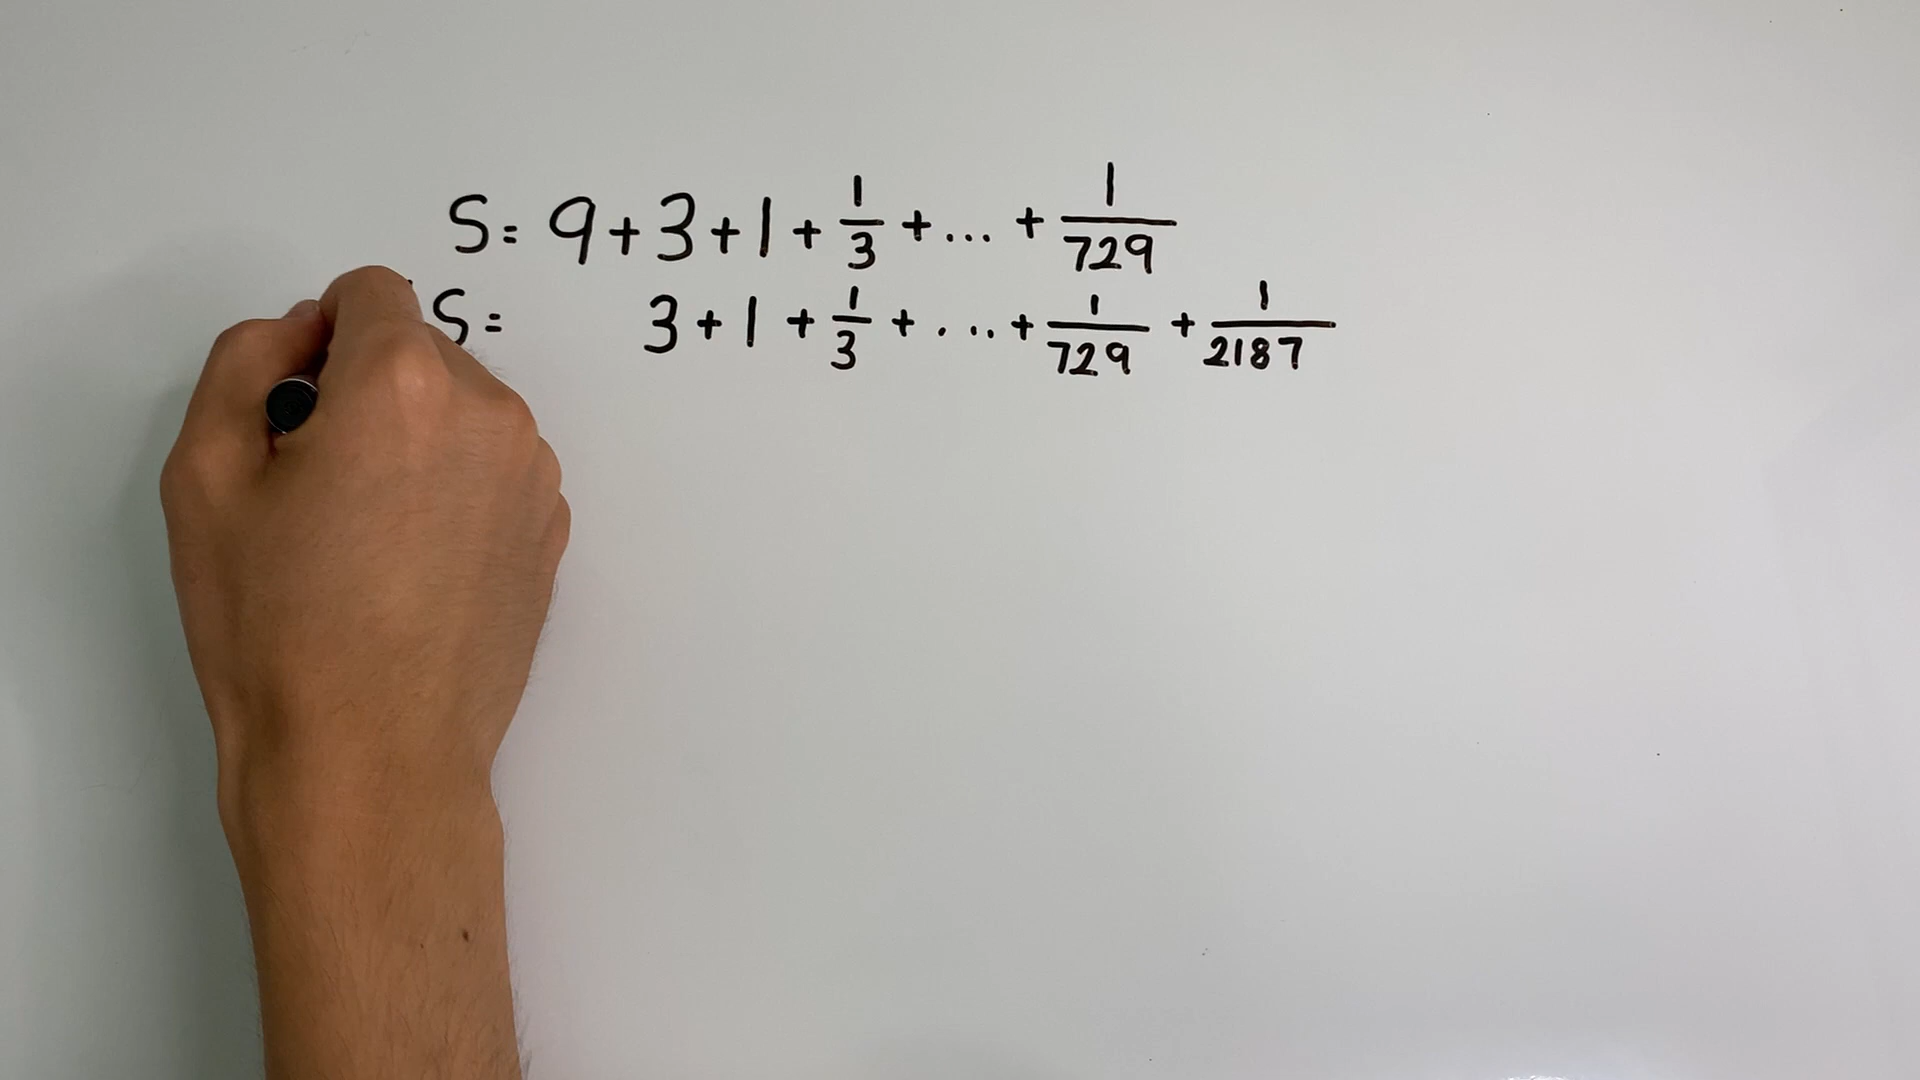 S = 9 + 3 + 1 + 1/3 + ... + 1/729
S = 3 + 1 + 1/3 + ... + 1/729 + 1/2187